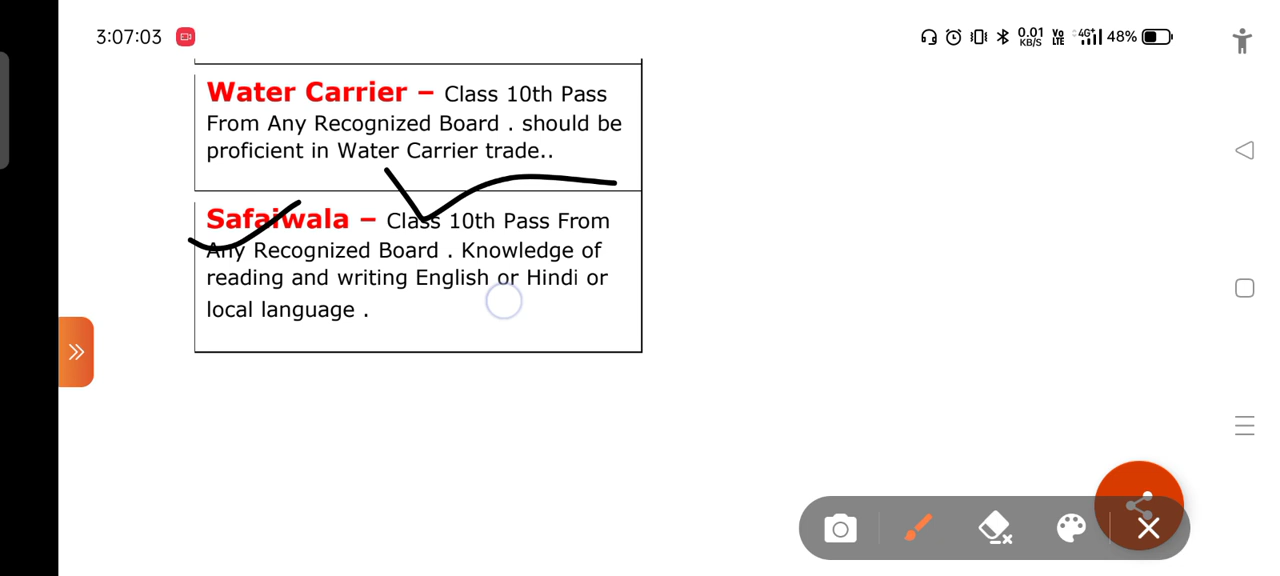 3:07:03
0.01 KB/S Vo LTE 4G+ 48%
Water Carrier – Class 10th Pass
From Any Recognized Board . should be
proficient in Water Carrier trade..
Safaiwala – Class 10th Pass From
Any Recognized Board . Knowledge of
reading and writing English or Hindi or
local language .